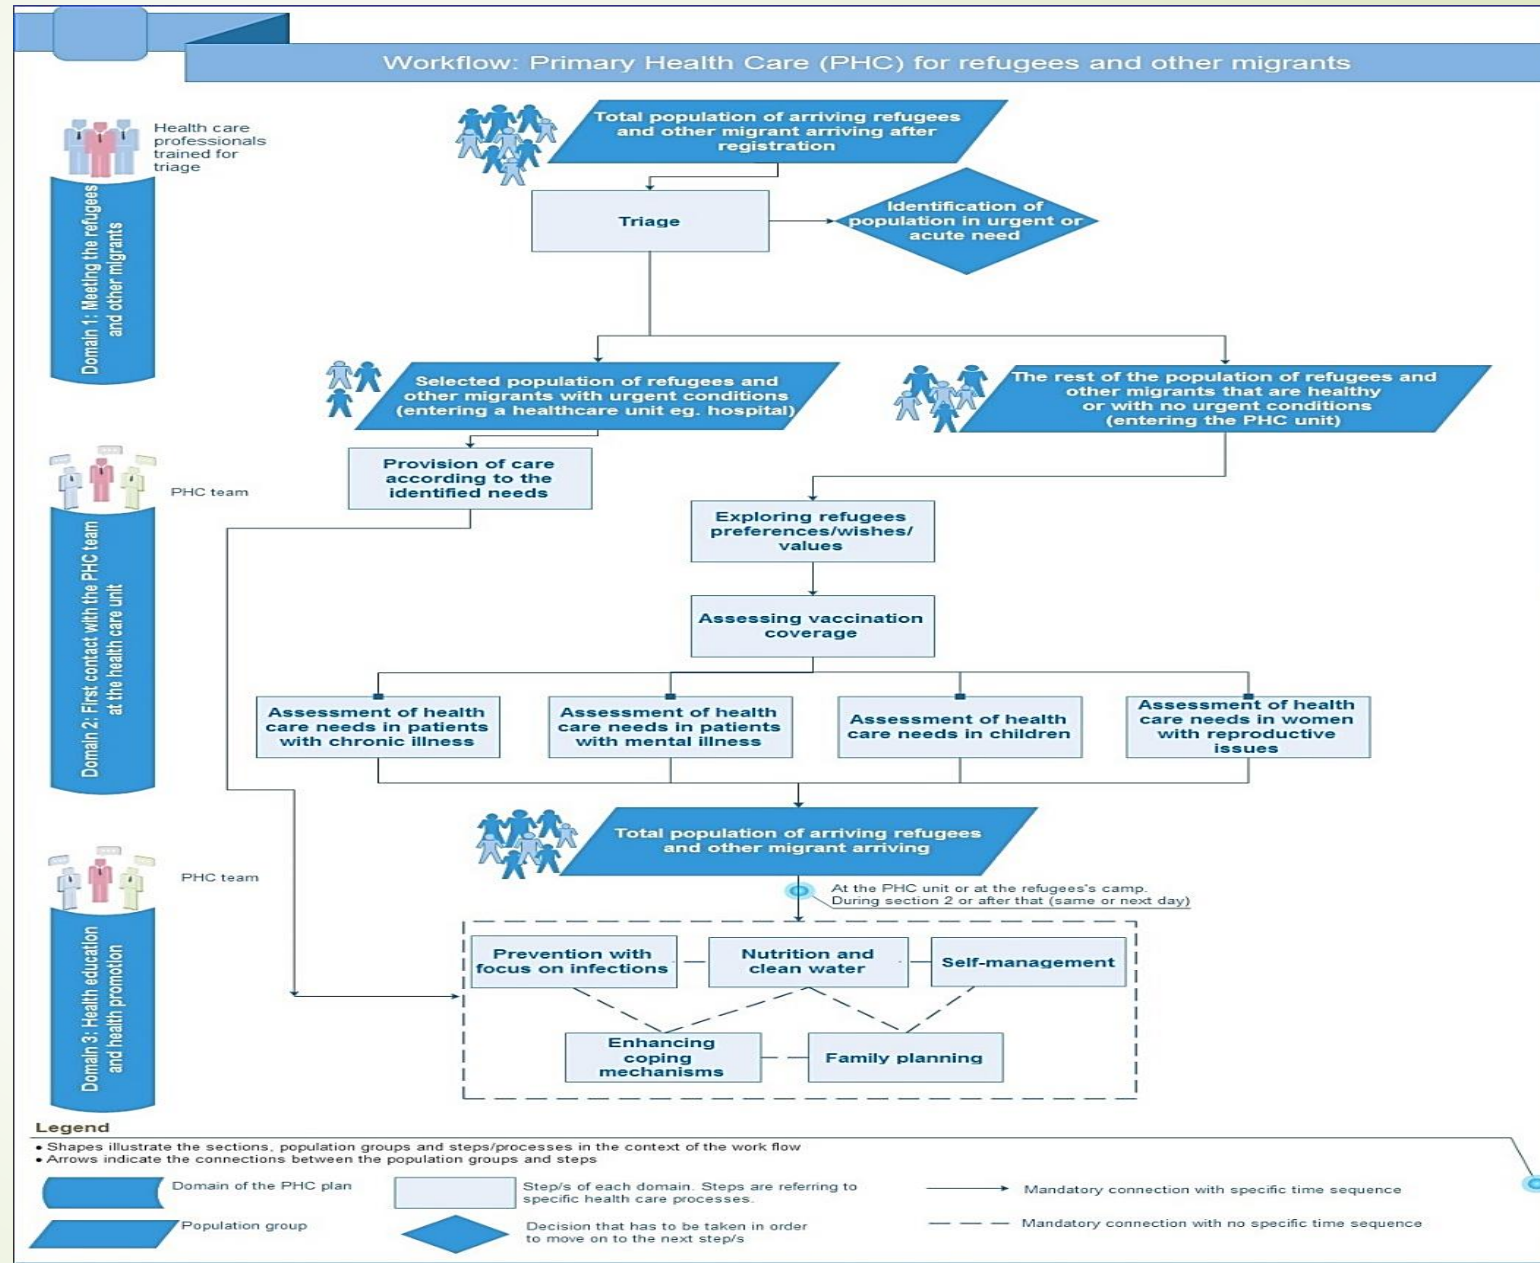 Workflow: Primary Health Care (PHC) for refugees and other migrants
Health care
professionals
trained for
triage
Domain 1: Meeting the refugees
and other migrants
Total population of arriving refugees
and other migrant arriving after
registration
Triage
Identification of
population in urgent or
acute need
Selected population of refugees and
other migrants with urgent conditions
(entering a healthcare unit eg. hospital)
The rest of the population of refugees and
other migrants that are healthy
or with no urgent conditions
(entering the PHC unit)
PHC team
Domain 2: First contact with the PHC team
at the health care unit
Provision of care
according to the
identified needs
Exploring refugees
preferences/wishes/
values
Assessing vaccination
coverage
Assessment of health
care needs in patients
with chronic illness
Assessment of health
care needs in patients
with mental illness
Assessment of health
care needs in children
Assessment of health
care needs in women
with reproductive
issues
Total population of arriving refugees
and other migrant arriving
PHC team
Domain 3: Health education
and health promotion
At the PHC unit or at the refugees's camp.
During section 2 or after that (same or next day)
Prevention with
focus on infections
Nutrition and
clean water
Self-management
Enhancing
coping
mechanisms
Family planning
Legend
• Shapes illustrate the sections, population groups and steps/processes in the context of the work flow
• Arrows indicate the connections between the population groups and steps
Domain of the PHC plan
Population group
Step/s of each domain. Steps are referring to
specific health care processes.
Decision that has to be taken in order
to move on to the next step/s
Mandatory connection with specific time sequence
Mandatory connection with no specific time sequence